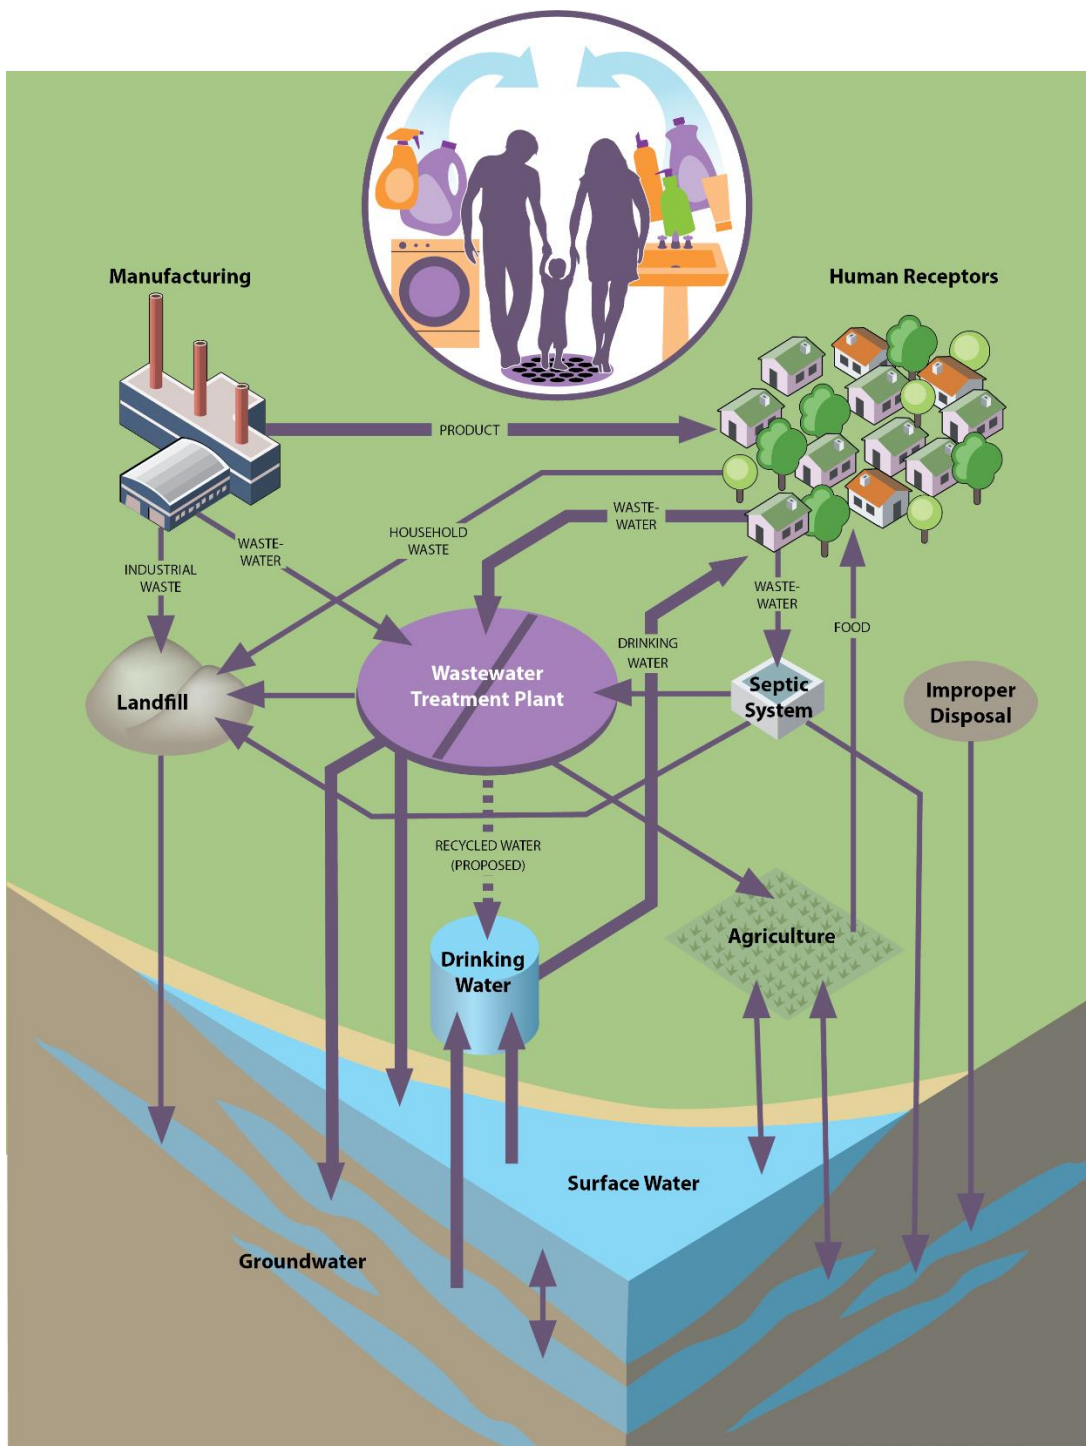 Manufacturing
Human Receptors
PRODUCT
WASTE-
WATER
HOUSEHOLD
WASTE
WASTE-
WATER
INDUSTRIAL
WASTE
WASTE-
WATER
DRINKING
WATER
FOOD
Landfill
Wastewater
Treatment Plant
Septic
System
Improper
Disposal
RECYCLED WATER
(PROPOSED)
Drinking
Water
Agriculture
Surface Water
Groundwater